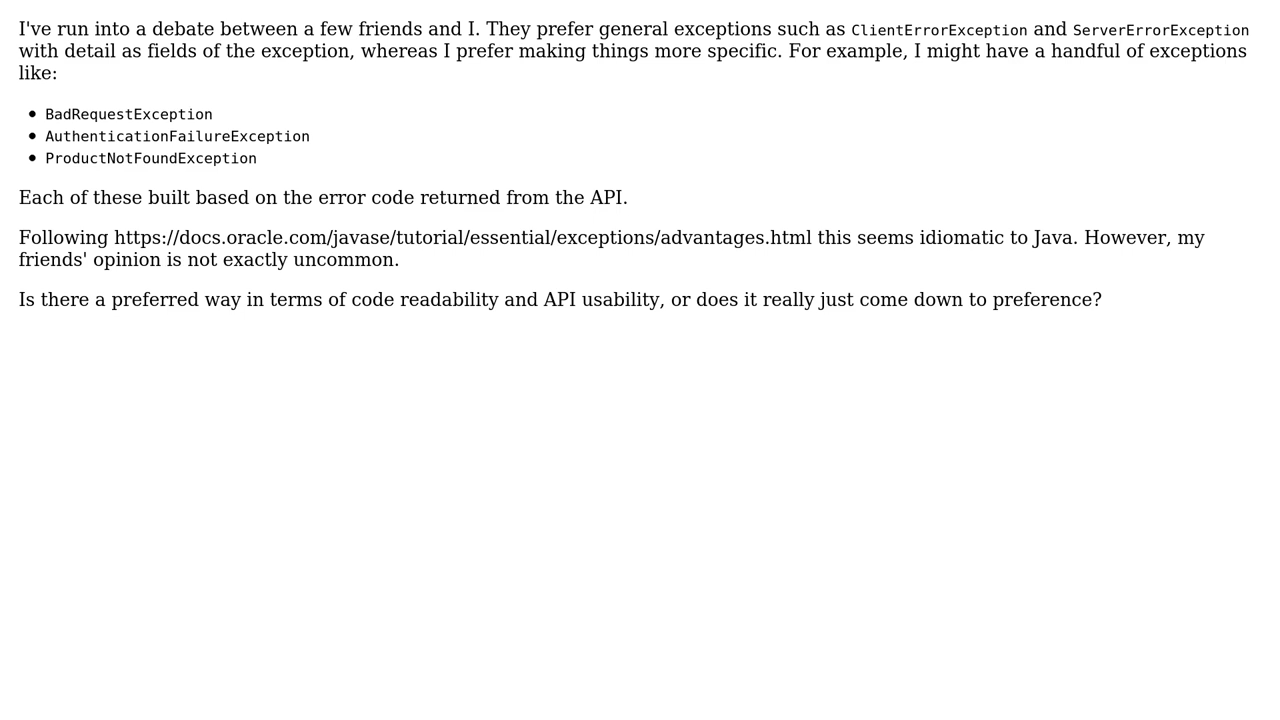 I've run into a debate between a few friends and I. They prefer general exceptions such as ClientErrorException and ServerErrorException
with detail as fields of the exception, whereas I prefer making things more specific. For example, I might have a handful of exceptions
like:
• BadRequestException
• AuthenticationFailureException
• ProductNotFoundException
Each of these built based on the error code returned from the API.
Following https://docs.oracle.com/javase/tutorial/essential/exceptions/advantages.html this seems idiomatic to Java. However, my
friends' opinion is not exactly uncommon.
Is there a preferred way in terms of code readability and API usability, or does it really just come down to preference?